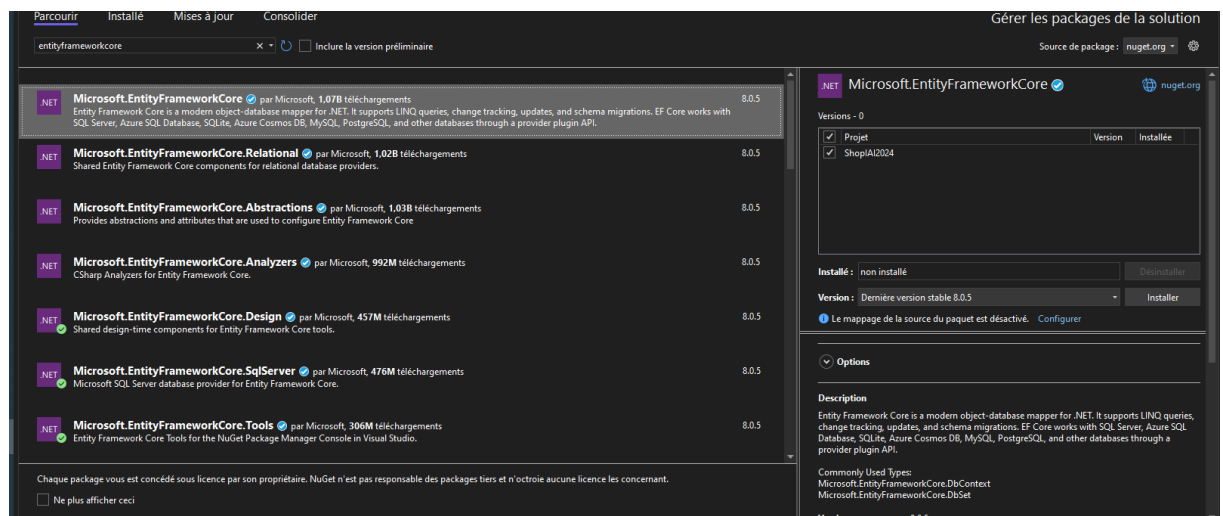 Parcourir Installé Mises à jour Consolider
Gérer les packages de la solution
entityframeworkcore
Inclure la version préliminaire
Source de package : nuget.org
.NET Microsoft.EntityFrameworkCore par Microsoft, 1,07B téléchargements 8.0.5
Entity Framework Core is a modern object-database mapper for .NET. It supports LINQ queries, change tracking, updates, and schema migrations. EF Core works with
SQL Server, Azure SQL Database, SQLite, Azure Cosmos DB, MySQL, PostgreSQL, and other databases through a provider plugin API.
.NET Microsoft.EntityFrameworkCore.Relational par Microsoft, 1,02B téléchargements 8.0.5
Shared Entity Framework Core components for relational database providers.
.NET Microsoft.EntityFrameworkCore.Abstractions par Microsoft, 1,03B téléchargements 8.0.5
Provides abstractions and attributes that are used to configure Entity Framework Core
.NET Microsoft.EntityFrameworkCore.Analyzers par Microsoft, 992M téléchargements 8.0.5
CSharp Analyzers for Entity Framework Core.
.NET Microsoft.EntityFrameworkCore.Design par Microsoft, 457M téléchargements 8.0.5
Shared design-time components for Entity Framework Core tools.
.NET Microsoft.EntityFrameworkCore.SqlServer par Microsoft, 476M téléchargements 8.0.5
Microsoft SQL Server database provider for Entity Framework Core.
.NET Microsoft.EntityFrameworkCore.Tools par Microsoft, 306M téléchargements 8.0.5
Entity Framework Core Tools for the NuGet Package Manager Console in Visual Studio.
Chaque package vous est concédé sous licence par son propriétaire. NuGet n'est pas responsable des packages tiers et n'octroie aucune licence les concernant.
Ne plus afficher ceci
.NET Microsoft.EntityFrameworkCore nuget.org
Versions - 0
Projet Version Installée
ShopIAI2024
Installé : non installé Désinstaller
Version : Dernière version stable 8.0.5 Installer
Le mappage de la source du paquet est désactivé. Configurer
Options
Description
Entity Framework Core is a modern object-database mapper for .NET. It supports LINQ queries,
change tracking, updates, and schema migrations. EF Core works with SQL Server, Azure SQL
Database, SQLite, Azure Cosmos DB, MySQL, PostgreSQL, and other databases through a
provider plugin API.
Commonly Used Types:
Microsoft.EntityFrameworkCore.DbContext
Microsoft.EntityFrameworkCore.DbSet